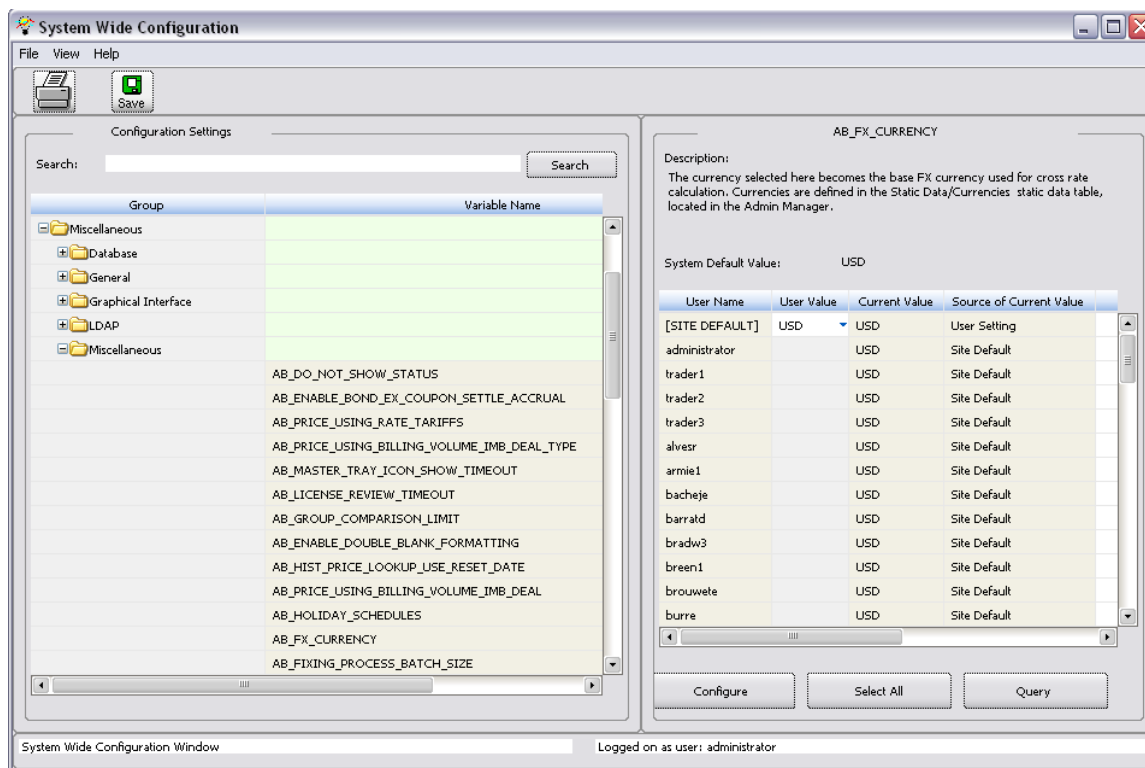 System Wide Configuration
File View Help
Save
Configuration Settings
Search:
Search
Group Variable Name
Miscellaneous
Database
General
Graphical Interface
LDAP
Miscellaneous
AB_DO_NOT_SHOW_STATUS
AB_ENABLE_BOND_EX_COUPON_SETTLE_ACCRUAL
AB_PRICE_USING_RATE_TARIFFS
AB_PRICE_USING_BILLING_VOLUME_IMB_DEAL_TYPE
AB_MASTER_TRAY_ICON_SHOW_TIMEOUT
AB_LICENSE_REVIEW_TIMEOUT
AB_GROUP_COMPARISON_LIMIT
AB_ENABLE_DOUBLE_BLANK_FORMATTING
AB_HIST_PRICE_LOOKUP_USE_RESET_DATE
AB_PRICE_USING_BILLING_VOLUME_IMB_DEAL
AB_HOLIDAY_SCHEDULES
AB_FX_CURRENCY
AB_FIXING_PROCESS_BATCH_SIZE
AB_FX_CURRENCY
Description:
The currency selected here becomes the base FX currency used for cross rate
calculation. Currencies are defined in the Static Data/Currencies static data table,
located in the Admin Manager.
System Default Value: USD
User Name User Value Current Value Source of Current Value
[SITE DEFAULT] USD USD User Setting
administrator USD Site Default
trader1 USD Site Default
trader2 USD Site Default
trader3 USD Site Default
alvesr USD Site Default
armie1 USD Site Default
bacheje USD Site Default
barratd USD Site Default
bradw3 USD Site Default
breen1 USD Site Default
brouwete USD Site Default
burre USD Site Default
Configure Select All Query
System Wide Configuration Window Logged on as user: administrator